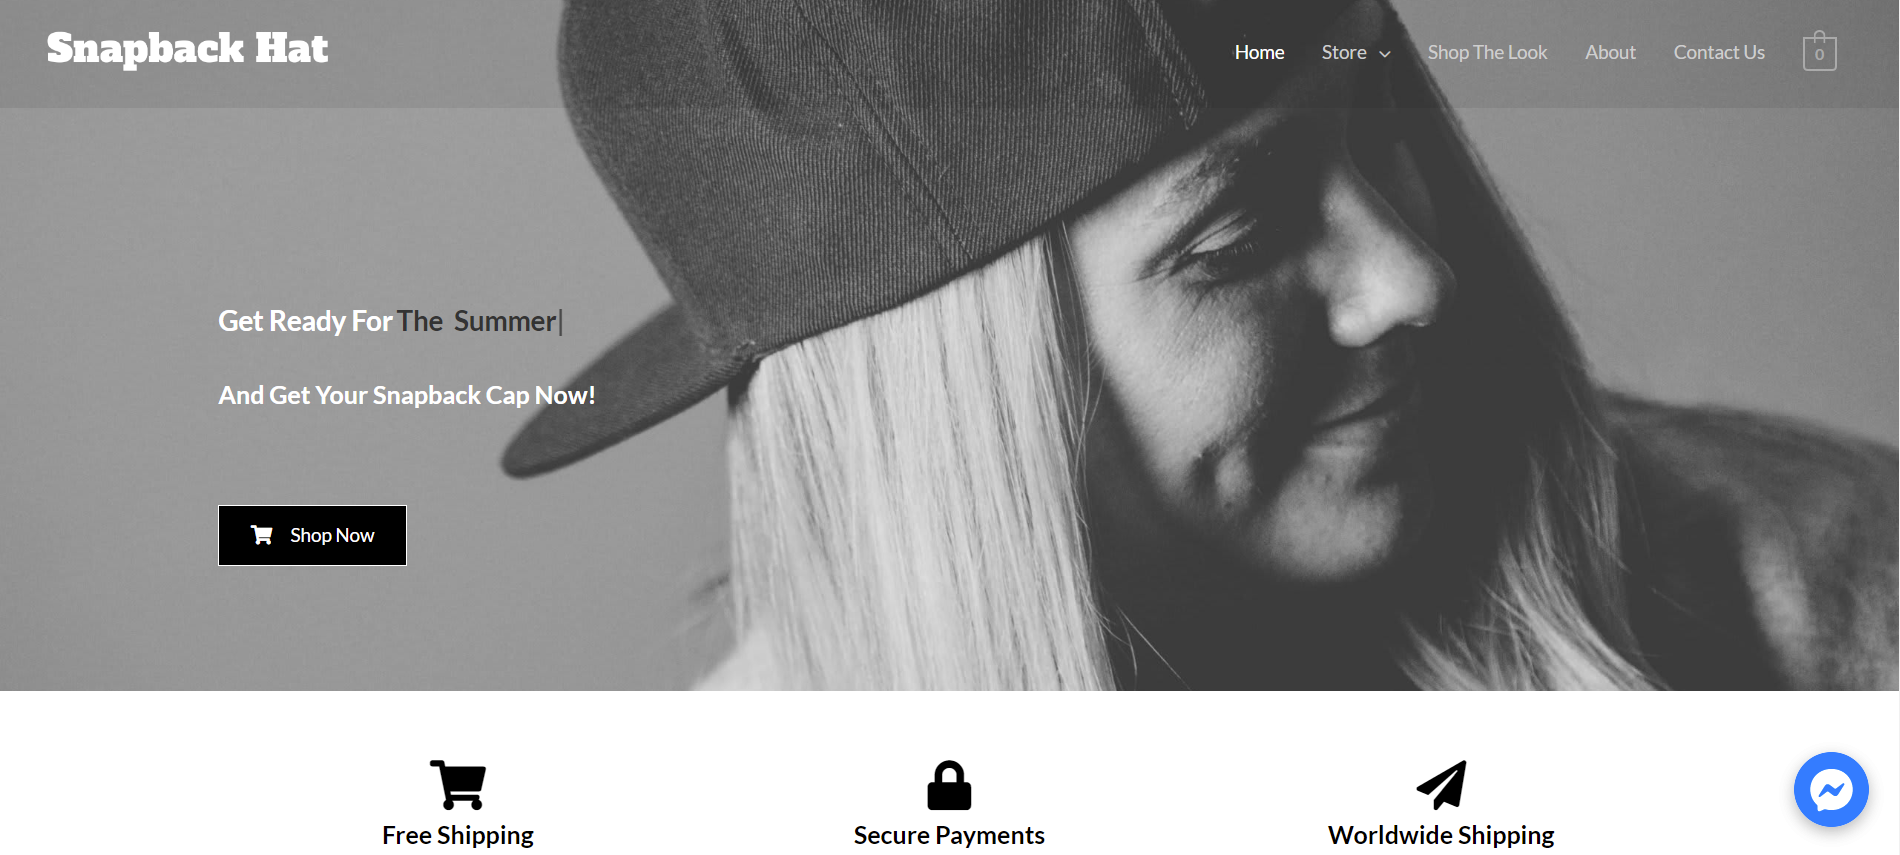 Snapback Hat
Home Store Shop The Look About Contact Us 0
Get Ready For The Summer|
And Get Your Snapback Cap Now!
Shop Now
Free Shipping Secure Payments Worldwide Shipping